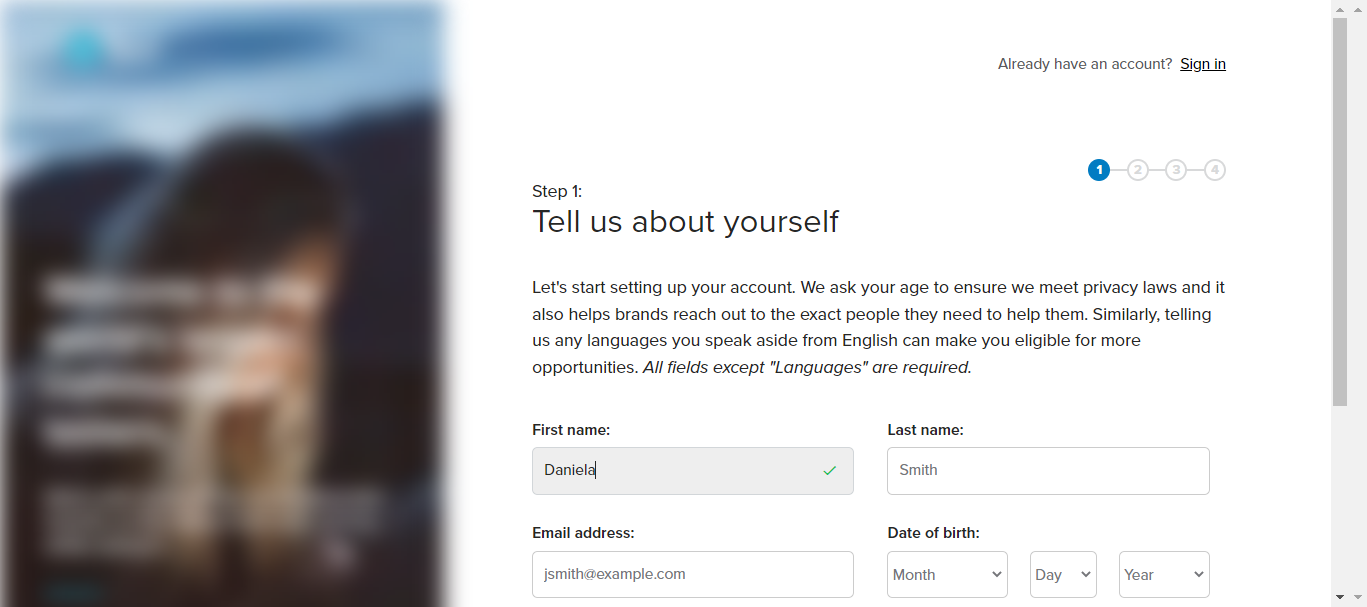 Already have an account? Sign in
1 2 3 4
Step 1:
Tell us about yourself
Let's start setting up your account. We ask your age to ensure we meet privacy laws and it
also helps brands reach out to the exact people they need to help them. Similarly, telling
us any languages you speak aside from English can make you eligible for more
opportunities. All fields except "Languages" are required.
First name: Last name:
Daniela Smith
Email address: Date of birth:
jsmith@example.com Month Day Year